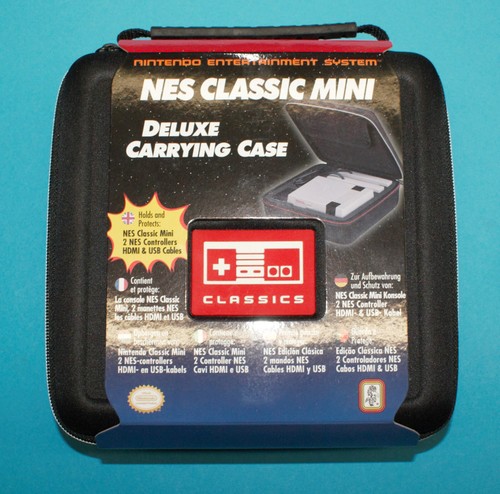 NINTENDO ENTERTAINMENT SYSTEM
NES CLASSIC MINI
DELUXE
CARRYING CASE
Holds and
Protects:
NES Classic Mini
2 NES Controllers
HDMI & USB Cables
CLASSICS
Contient
et protège:
La console NES Classic
Mini, 2 manettes NES
les câbles HDMI et USB
Zur Aufbewahrung
und Schutz von:
NES Classic Mini Konsole
2 NES Controller
HDMI- & USB- Kabel
Nintendo Classic Mini
2 NES-controllers
HDMI- en USB-kabels
NES Classic Mini
2 Controller NES
Cavi HDMI e USB
NES Edición Clásica
2 mandos NES
Cables HDMI y USB
Edição Clássica NES
2 Controladores NES
Cabos HDMI & USB